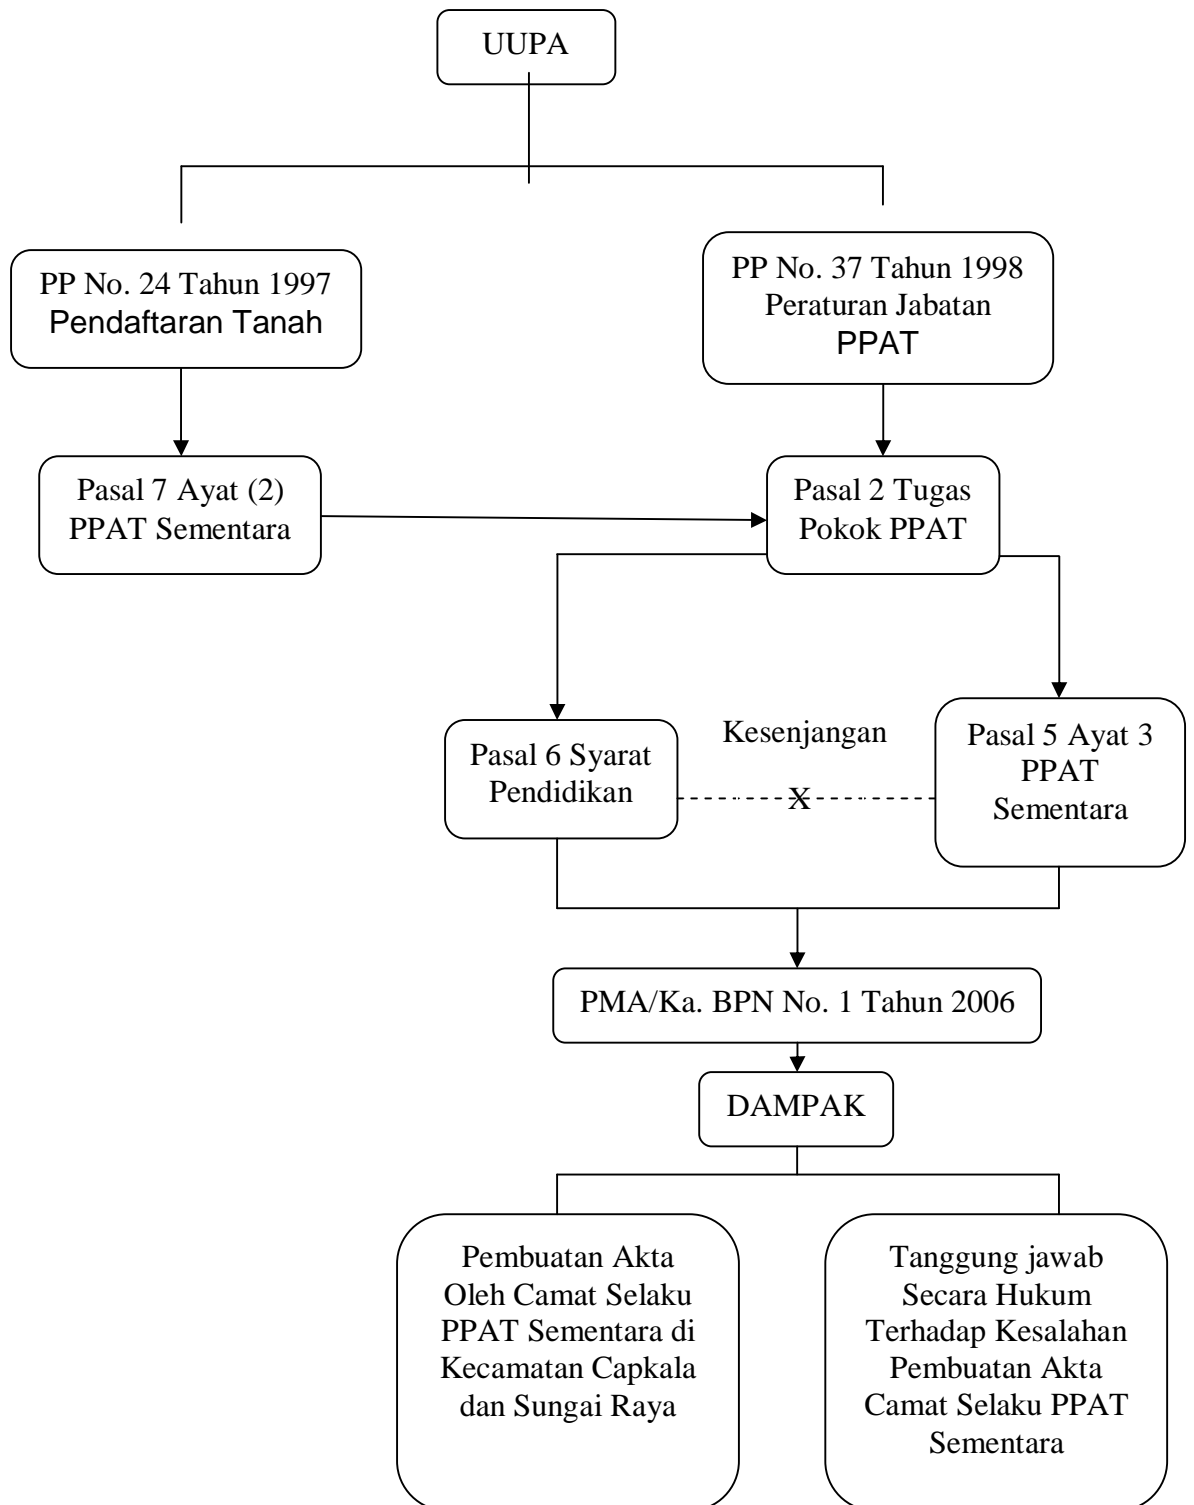 UUPA
PP No. 24 Tahun 1997
Pendaftaran Tanah
PP No. 37 Tahun 1998
Peraturan Jabatan
PPAT
Pasal 7 Ayat (2)
PPAT Sementara
Pasal 2 Tugas
Pokok PPAT
Pasal 6 Syarat
Pendidikan
Kesenjangan
X
Pasal 5 Ayat 3
PPAT
Sementara
PMA/Ka. BPN No. 1 Tahun 2006
DAMPAK
Pembuatan Akta
Oleh Camat Selaku
PPAT Sementara di
Kecamatan Capkala
dan Sungai Raya
Tanggung jawab
Secara Hukum
Terhadap Kesalahan
Pembuatan Akta
Camat Selaku PPAT
Sementara